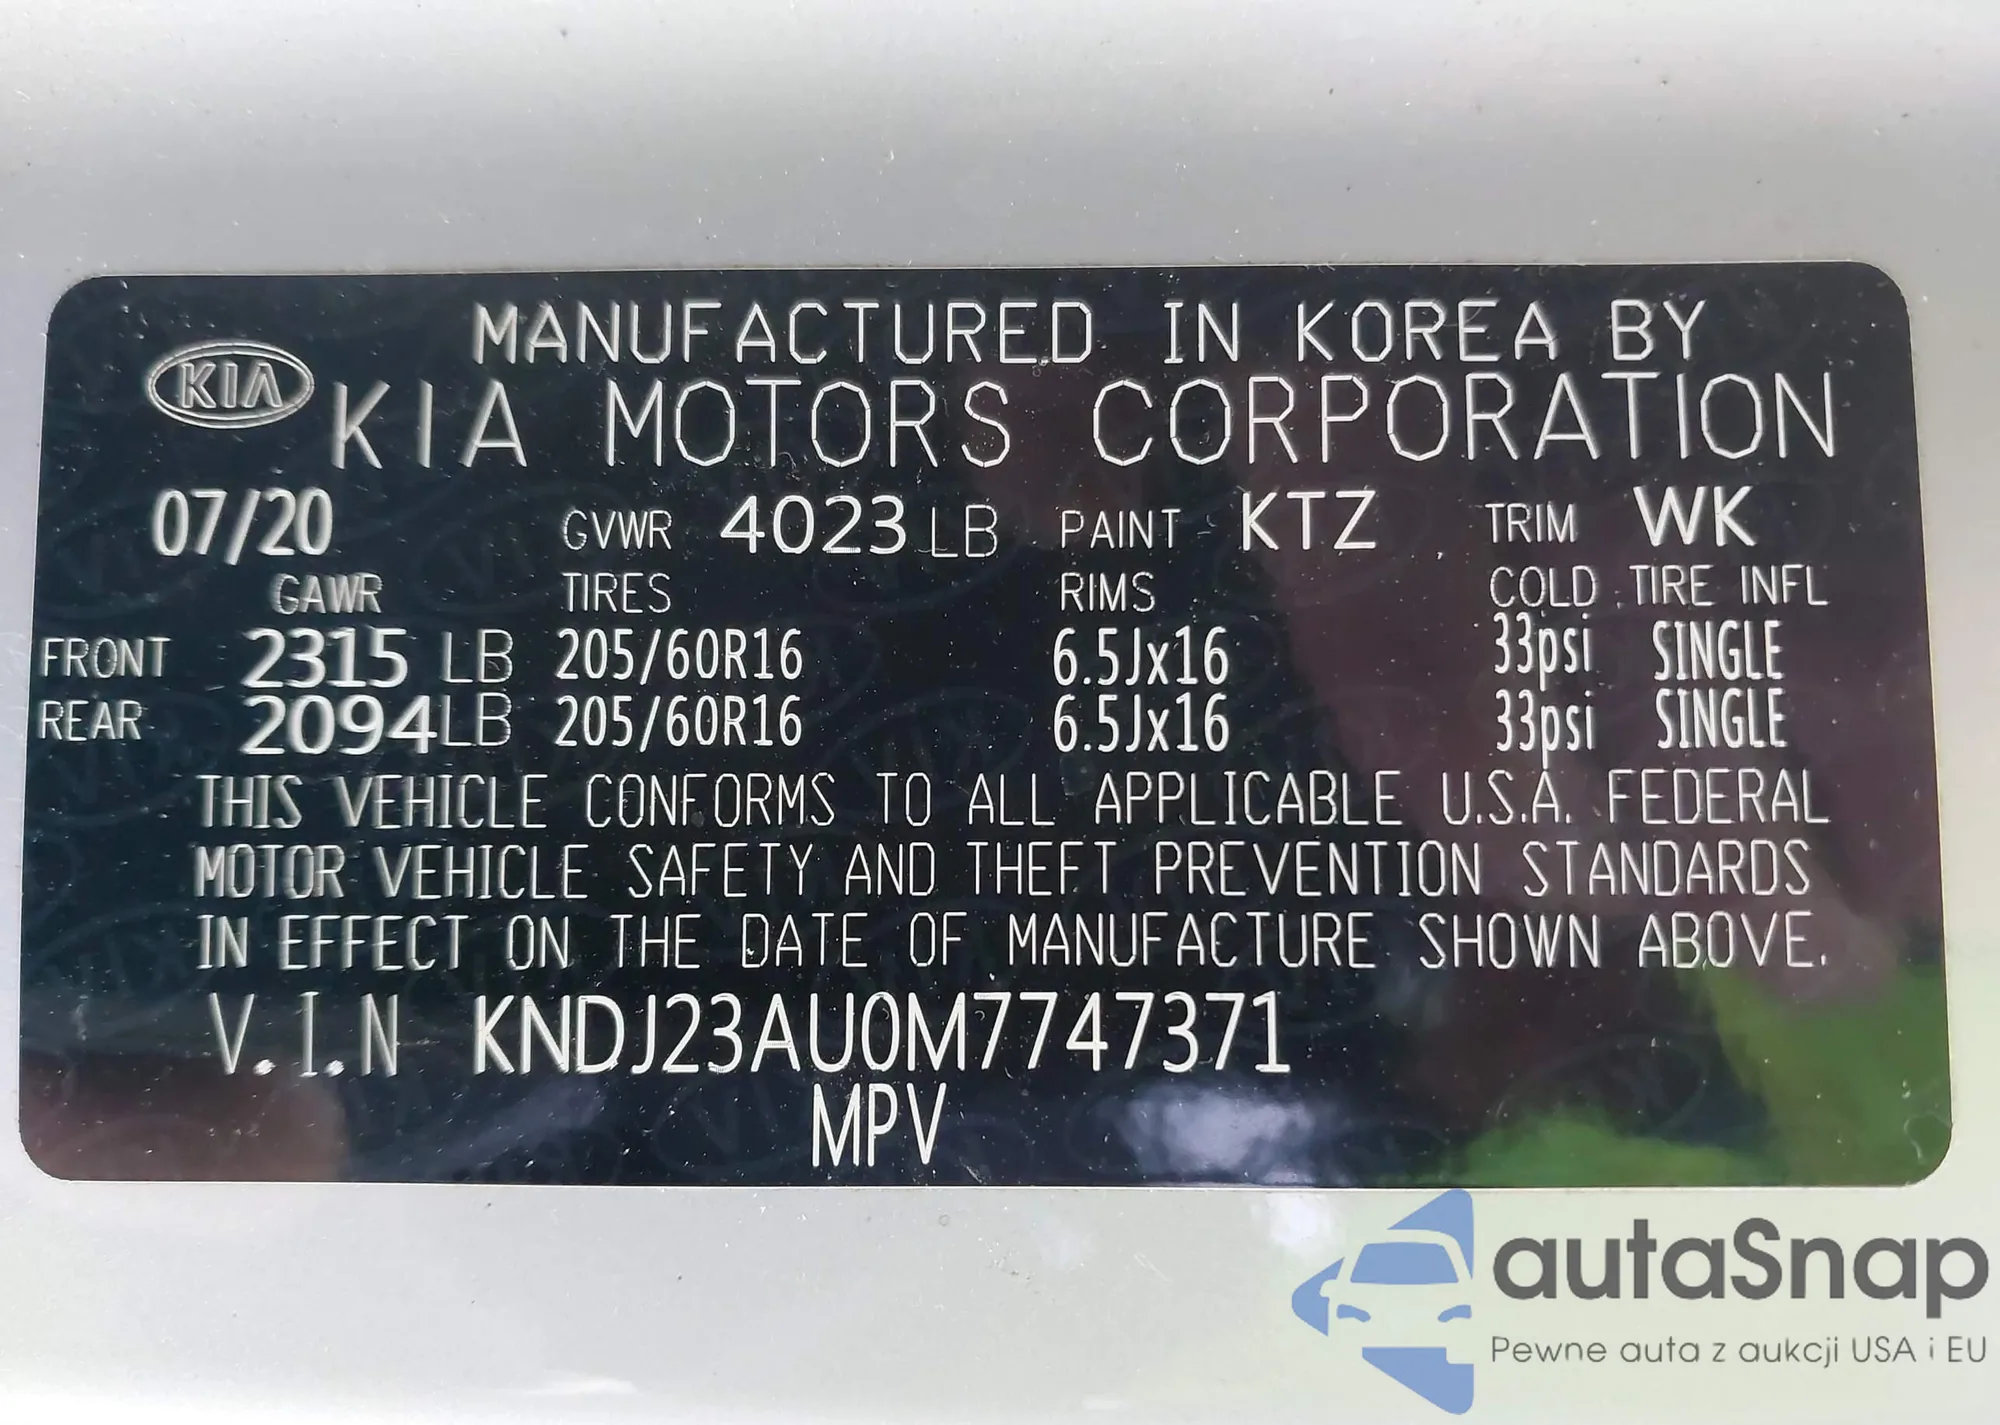 MANUFACTURED IN KOREA BY
KIA KIA MOTORS CORPORATION
07/20 GVWR 4023 LB PAINT KTZ TRIM WK
GAWR TIRES RIMS COLD TIRE INFL
FRONT 2315 LB 205/60R16 6.5Jx16 33psi SINGLE
REAR 2094 LB 205/60R16 6.5Jx16 33psi SINGLE
THIS VEHICLE CONFORMS TO ALL APPLICABLE U.S.A. FEDERAL
MOTOR VEHICLE SAFETY AND THEFT PREVENTION STANDARDS
IN EFFECT ON THE DATE OF MANUFACTURE SHOWN ABOVE.
V.I.N KNDJ23AU0M7747371
MPV
autaSnap
Pewne auta z aukcji USA i EU